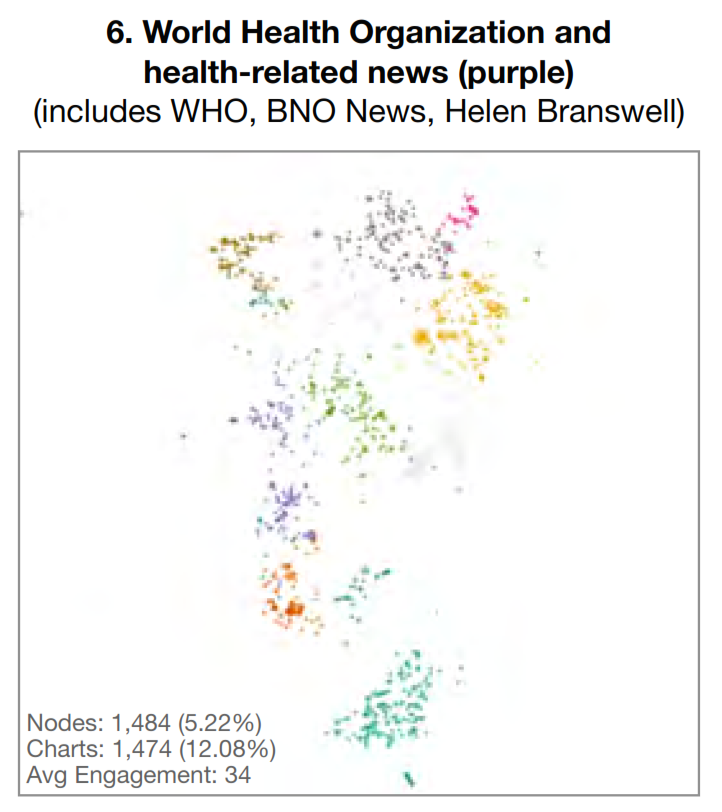 6. World Health Organization and
health-related news (purple)
(includes WHO, BNO News, Helen Branswell)
Nodes: 1,484 (5.22%)
Charts: 1,474 (12.08%)
Avg Engagement: 34